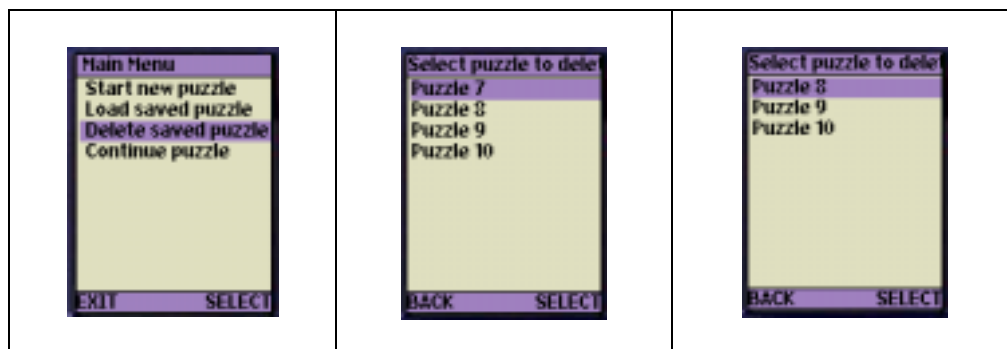 Main Menu
Start new puzzle
Load saved puzzle
Delete saved puzzle
Continue puzzle
EXIT SELECT
Select puzzle to delet
Puzzle 7
Puzzle 8
Puzzle 9
Puzzle 10
BACK SELECT
Select puzzle to delet
Puzzle 8
Puzzle 9
Puzzle 10
BACK SELECT